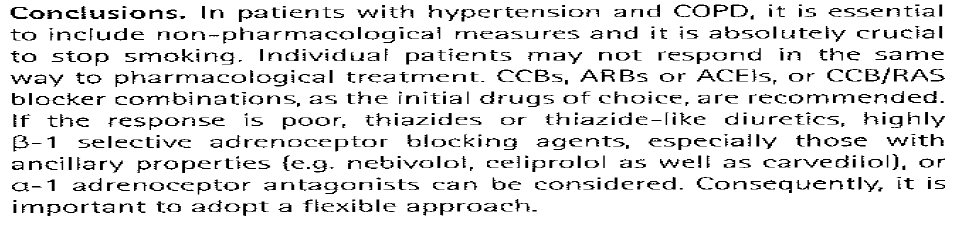 Conclusions. In patients with hypertension and COPD, it is essential
to include non-pharmacological measures and it is absolutely crucial
to stop smoking. Individual patients may not respond in the same
way to pharmacological treatment. CCBs, ARBs or ACEIs, or CCB/RAS
blocker combinations, as the initial drugs of choice, are recommended.
If the response is poor, thiazides or thiazide-like diuretics, highly
β-1 selective adrenoceptor blocking agents, especially those with
ancillary properties (e.g. nebivolol, celiprolol as well as carvedilol), or
α-1 adrenoceptor antagonists can be considered. Consequently, it is
important to adopt a flexible approach.